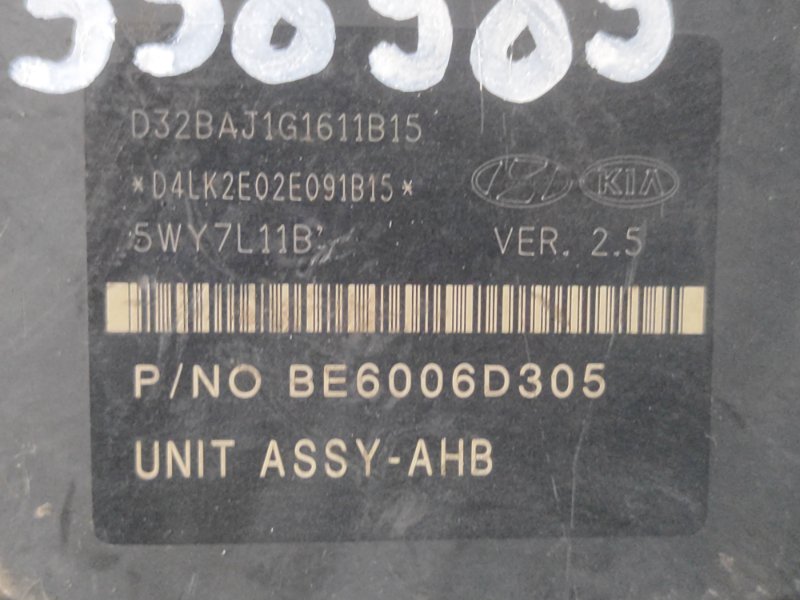 D32BAJ1G1611B15
*D4LK2E02E091B15*
KIA
5WY7L11B
VER. 2.5
P/NO BE6006D305
UNIT ASSY-AHB